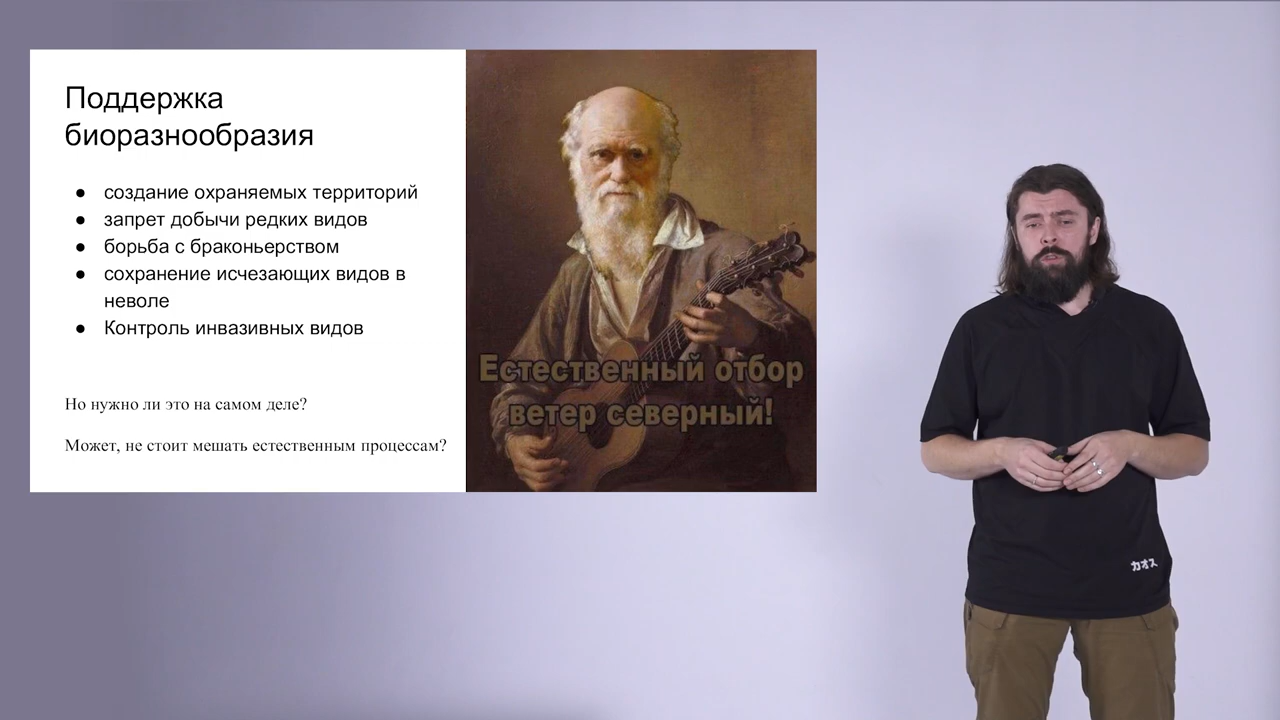 Поддержка
биоразнообразия
● создание охраняемых территорий
● запрет добычи редких видов
● борьба с браконьерством
● сохранение исчезающих видов в
неволе
● Контроль инвазивных видов
Но нужно ли это на самом деле?
Может, не стоит мешать естественным процессам?
Естественный отбор
ветер северный!
カオス